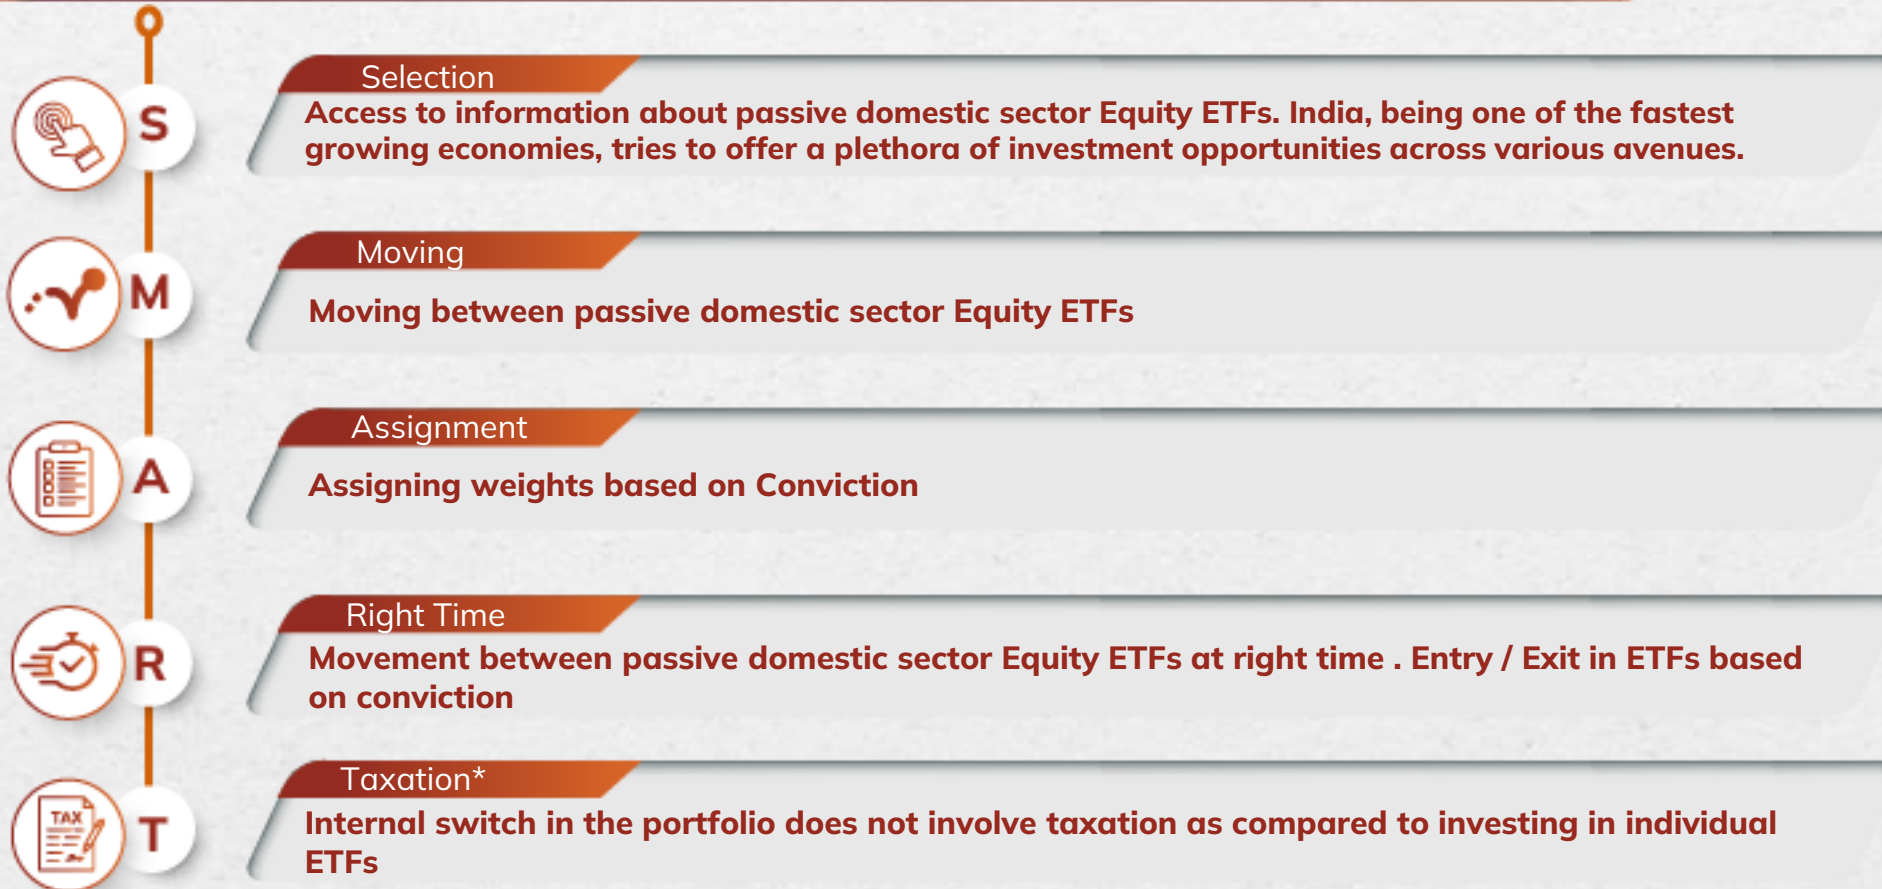 Selection
S
Access to information about passive domestic sector Equity ETFs. India, being one of the fastest
growing economies, tries to offer a plethora of investment opportunities across various avenues.
Moving
M
Moving between passive domestic sector Equity ETFs
Assignment
A
Assigning weights based on Conviction
Right Time
R
Movement between passive domestic sector Equity ETFs at right time . Entry / Exit in ETFs based
on conviction
Taxation*
TAX
T
Internal switch in the portfolio does not involve taxation as compared to investing in individual
ETFs